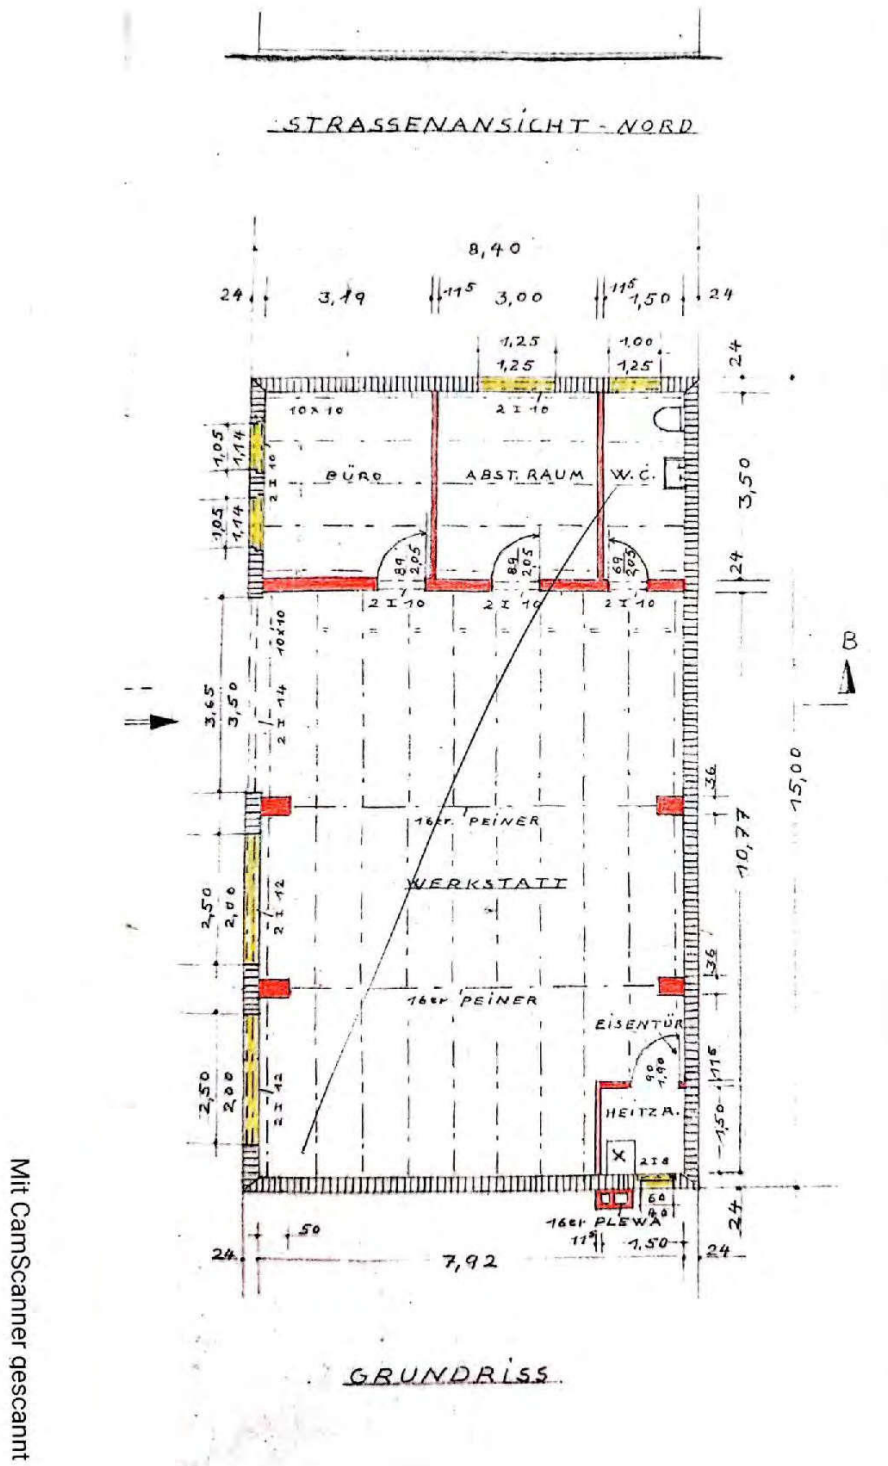 STRASSENANSICHT - NORD
8,40
24 3,19 11⁵ 3,00 11⁵ 1,50 24
1,25 1,00
1,25 1,25
24
10 x 10 2 I 10
1,05 1,14 2 I 10
BÜRO ABST. RAUM W.C.
3,50
1,05 1,14
89 89 69
2,05 2,05 2,05
24
2 I 10 2 I 10 2 I 10
10x10
B
3,65 3,50 2 I 14
36
15,00
16er PEINER
10,77
WERKSTATT
2,50 2,00 2 I 12
36
16er PEINER
EISENTÜR
11⁵
90
1,90
2,50 2,00 2 I 12
HEITZR.
1,50
X 2 I 8
60
40
16er PLEWA
24
50 11⁵ 1,50
24 7,92 24
GRUNDRISS
Mit CamScanner gescannt